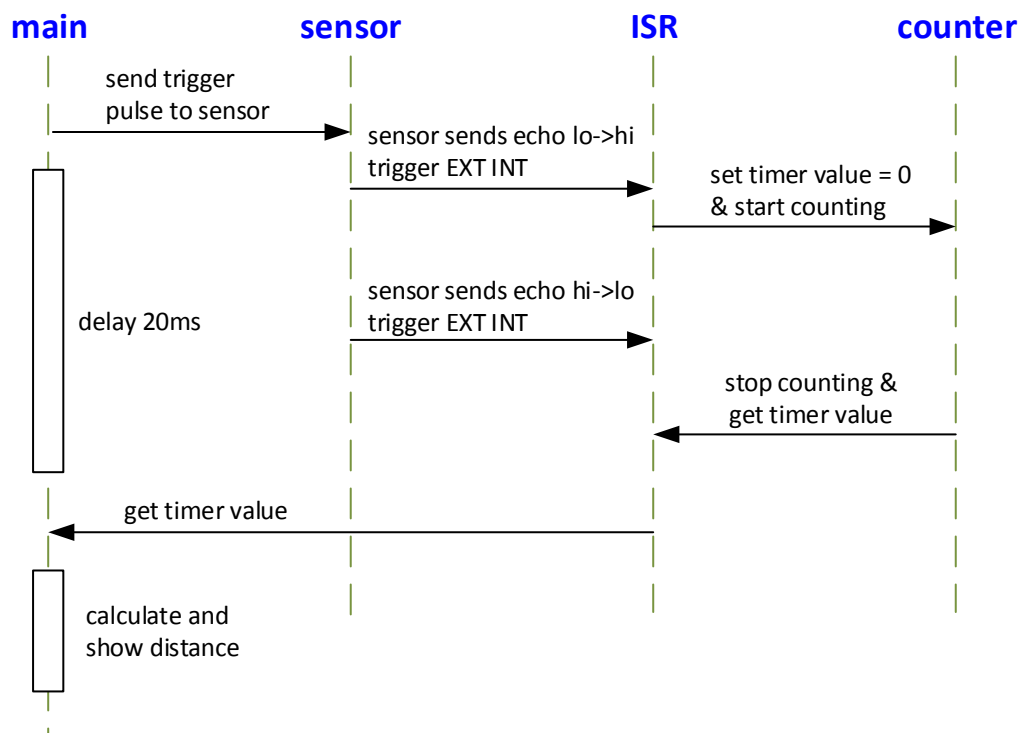 main
sensor
ISR
counter
send trigger
pulse to sensor
sensor sends echo lo->hi
trigger EXT INT
set timer value = 0
& start counting
sensor sends echo hi->lo
trigger EXT INT
delay 20ms
stop counting &
get timer value
get timer value
calculate and
show distance